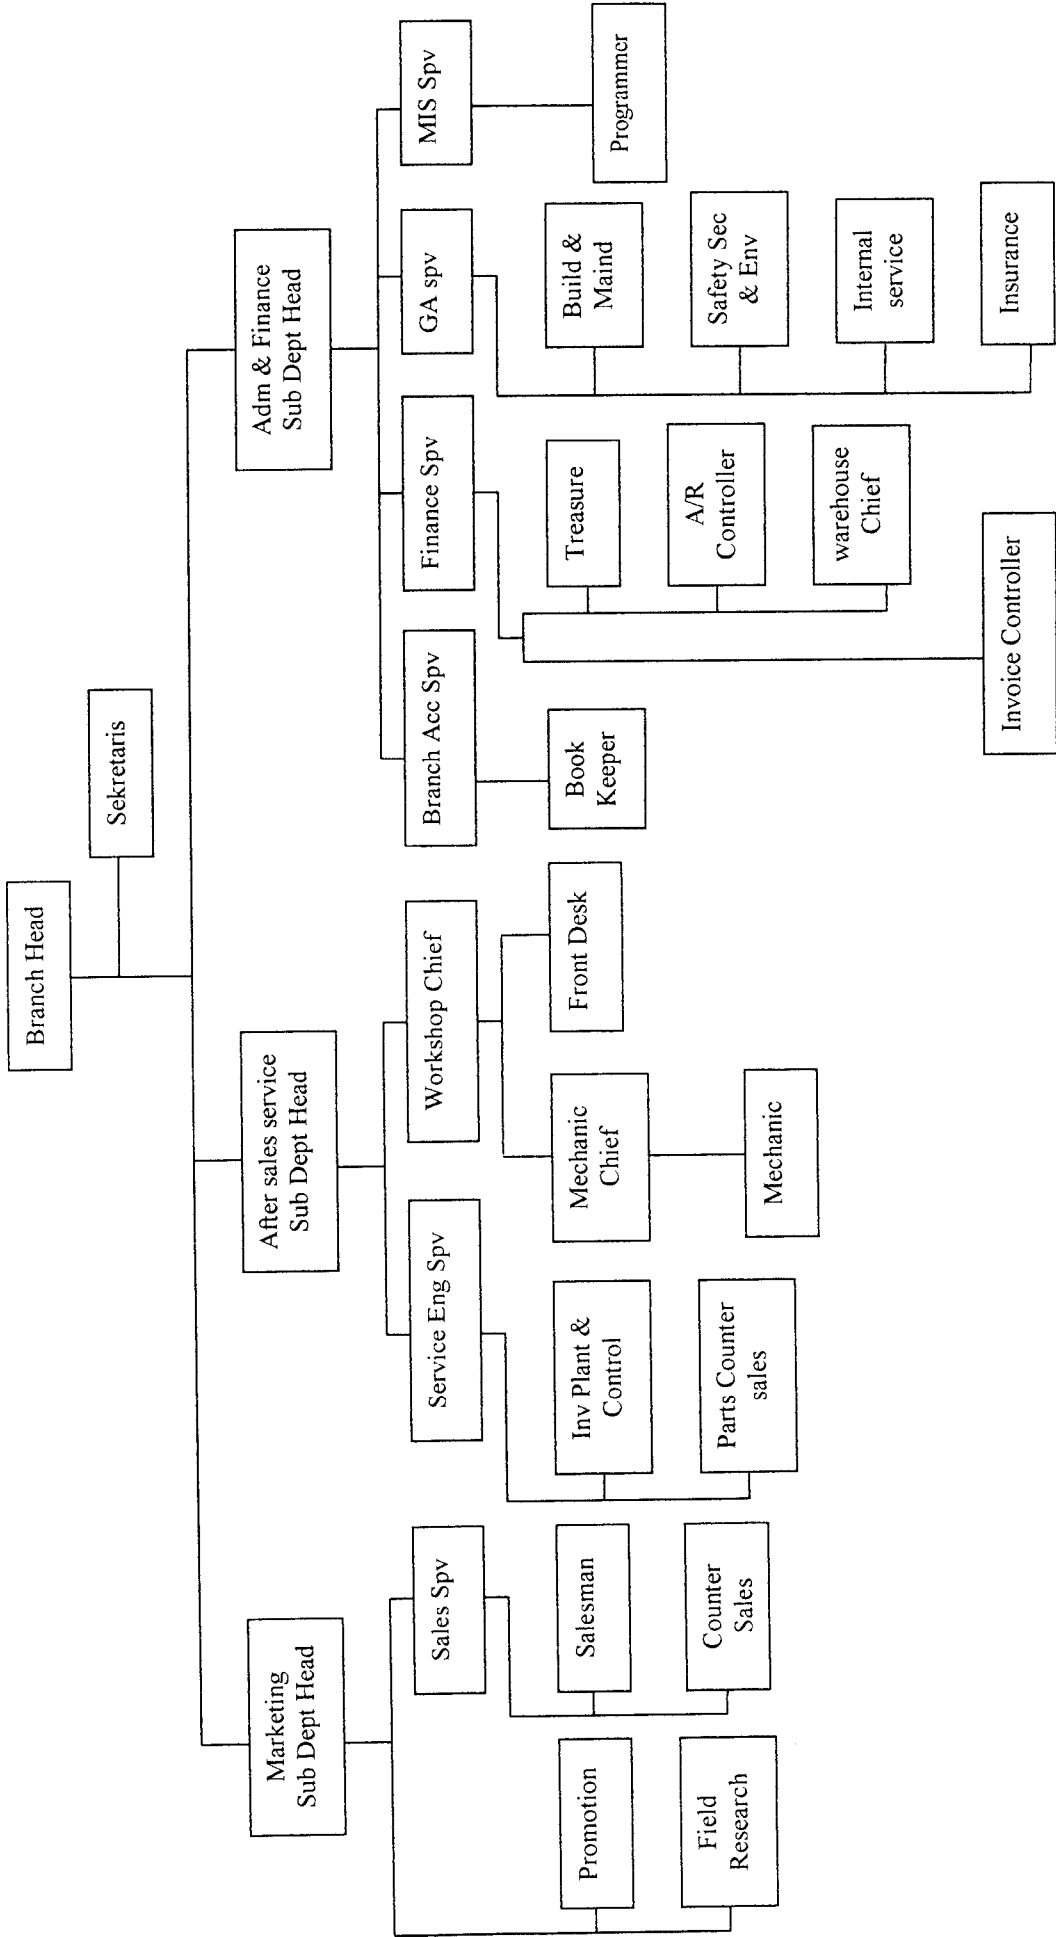 Branch Head
Sekretaris
Marketing
Sub Dept Head
After sales service
Sub Dept Head
Adm & Finance
Sub Dept Head
Sales Spv
Service Eng Spv
Workshop Chief
Branch Acc Spv
Finance Spv
GA spv
MIS Spv
Promotion
Field
Research
Salesman
Counter
Sales
Inv Plant &
Control
Parts Counter
sales
Mechanic
Chief
Mechanic
Front Desk
Book
Keeper
Treasure
A/R
Controller
warehouse
Chief
Invoice Controller
Build &
Maind
Safety Sec
& Env
Internal
service
Insurance
Programmer